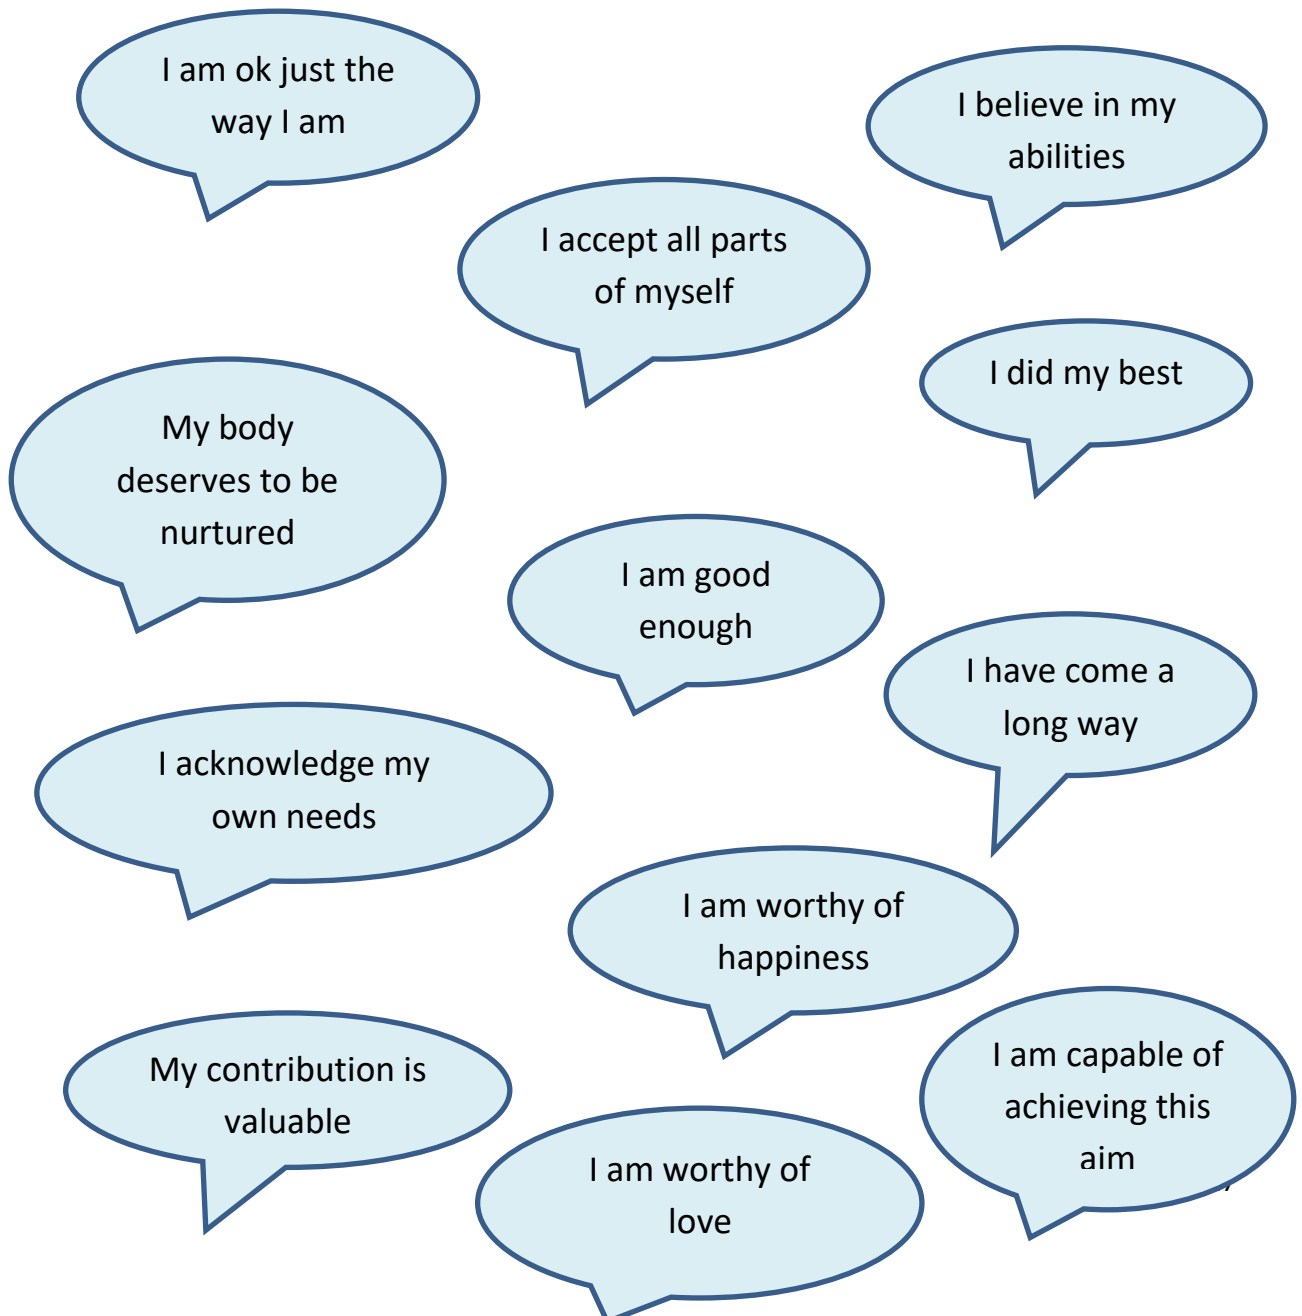 I am ok just the
way I am
I believe in my
abilities
I accept all parts
of myself
I did my best
My body
deserves to be
nurtured
I am good
enough
I have come a
long way
I acknowledge my
own needs
I am worthy of
happiness
My contribution is
valuable
I am capable of
achieving this
aim
I am worthy of
love